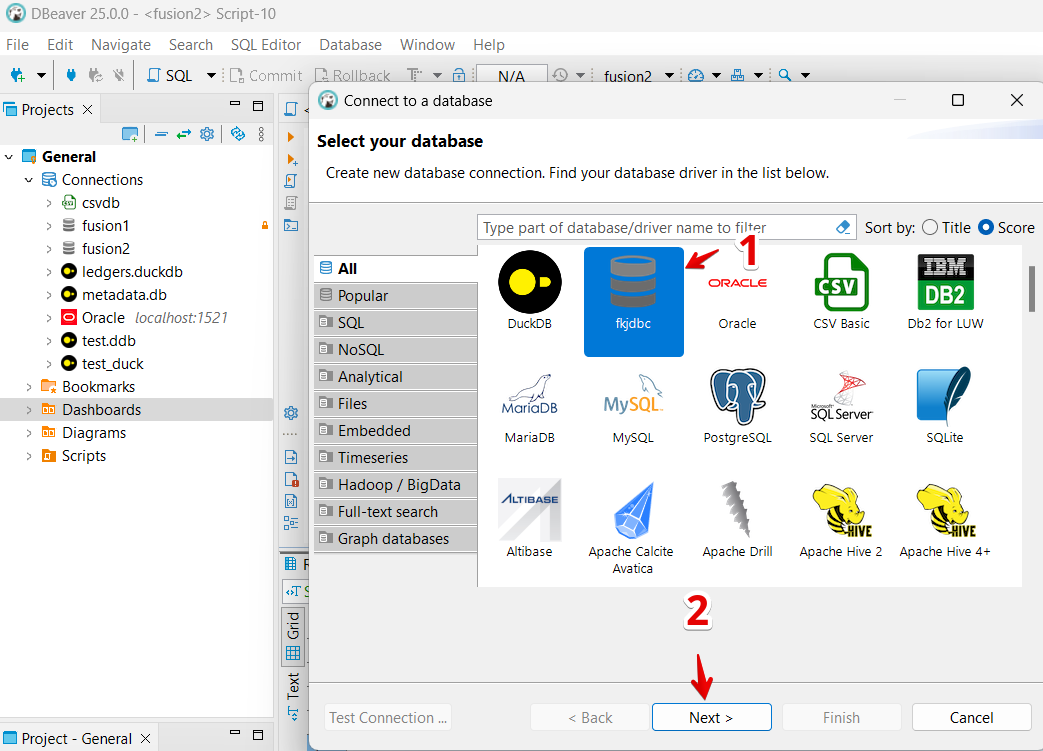 DBeaver 25.0.0 - <fusion2> Script-10
File Edit Navigate Search SQL Editor Database Window Help
SQL Commit Rollback N/A fusion2
Projects
General
Connections
csvdb
fusion1
fusion2
ledgers.duckdb
metadata.db
Oracle localhost:1521
test.ddb
test_duck
Bookmarks
Dashboards
Diagrams
Scripts
Project - General
Grid
Text
Connect to a database
Select your database
Create new database connection. Find your database driver in the list below.
Type part of database/driver name to filter
Sort by: Title Score
1
All
Popular
SQL
NoSQL
Analytical
Files
Embedded
Timeseries
Hadoop / BigData
Full-text search
Graph databases
ORACLE CSV IBM DB2
DuckDB fkjdbc Oracle CSV Basic Db2 for LUW
MariaDB MySQL Microsoft SQL Server
MariaDB MySQL PostgreSQL SQL Server SQLite
ALTIBASE HIVE HIVE
Altibase Apache Calcite Avatica Apache Drill Apache Hive 2 Apache Hive 4+
2
Test Connection ... < Back Next > Finish Cancel